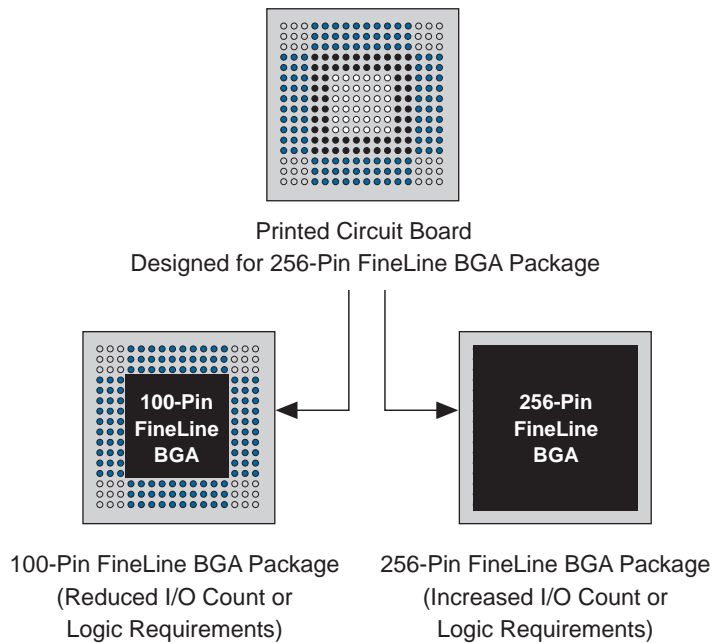 Printed Circuit Board
Designed for 256-Pin FineLine BGA Package
100-Pin
FineLine
BGA
256-Pin
FineLine
BGA
100-Pin FineLine BGA Package
(Reduced I/O Count or
Logic Requirements)
256-Pin FineLine BGA Package
(Increased I/O Count or
Logic Requirements)